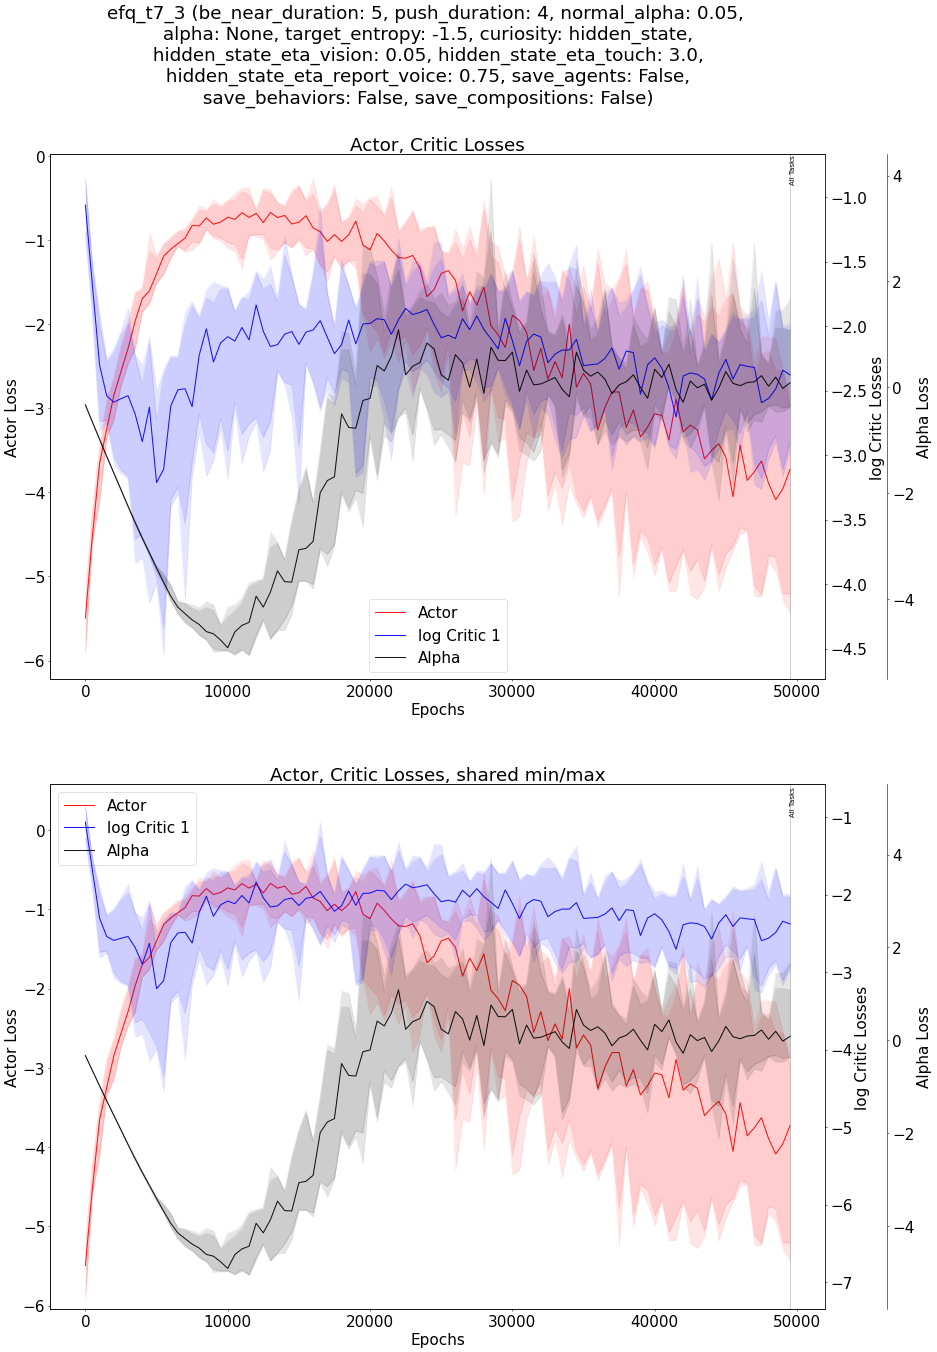 efq_t7_3 (be_near_duration: 5, push_duration: 4, normal_alpha: 0.05,
alpha: None, target_entropy: -1.5, curiosity: hidden_state,
hidden_state_eta_vision: 0.05, hidden_state_eta_touch: 3.0,
hidden_state_eta_report_voice: 0.75, save_agents: False,
save_behaviors: False, save_compositions: False)
Actor, Critic Losses
Actor Loss
0
−1
−2
−3
−4
−5
−6
0
10000
20000
30000
40000
50000
Epochs
All Tasks
Actor
log Critic 1
Alpha
−1.0
−1.5
−2.0
−2.5
−3.0
−3.5
−4.0
−4.5
log Critic Losses
4
2
0
−2
−4
Alpha Loss
Actor, Critic Losses, shared min/max
Actor
log Critic 1
Alpha
Actor Loss
0
−1
−2
−3
−4
−5
−6
0
10000
20000
30000
40000
50000
Epochs
All Tasks
−1
−2
−3
−4
−5
−6
−7
log Critic Losses
4
2
0
−2
−4
Alpha Loss